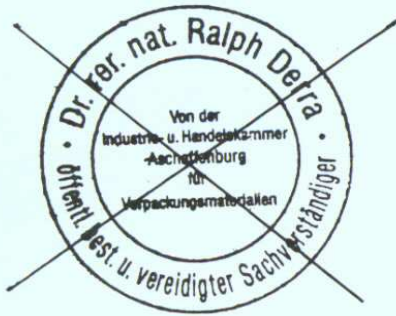 Dr. rer. nat. Ralph Derra
Von der
Industrie- u. Handelskammer
Aschaffenburg
für
Verpackungsmaterialien
öffentl. best. u. vereidigter Sachverständiger